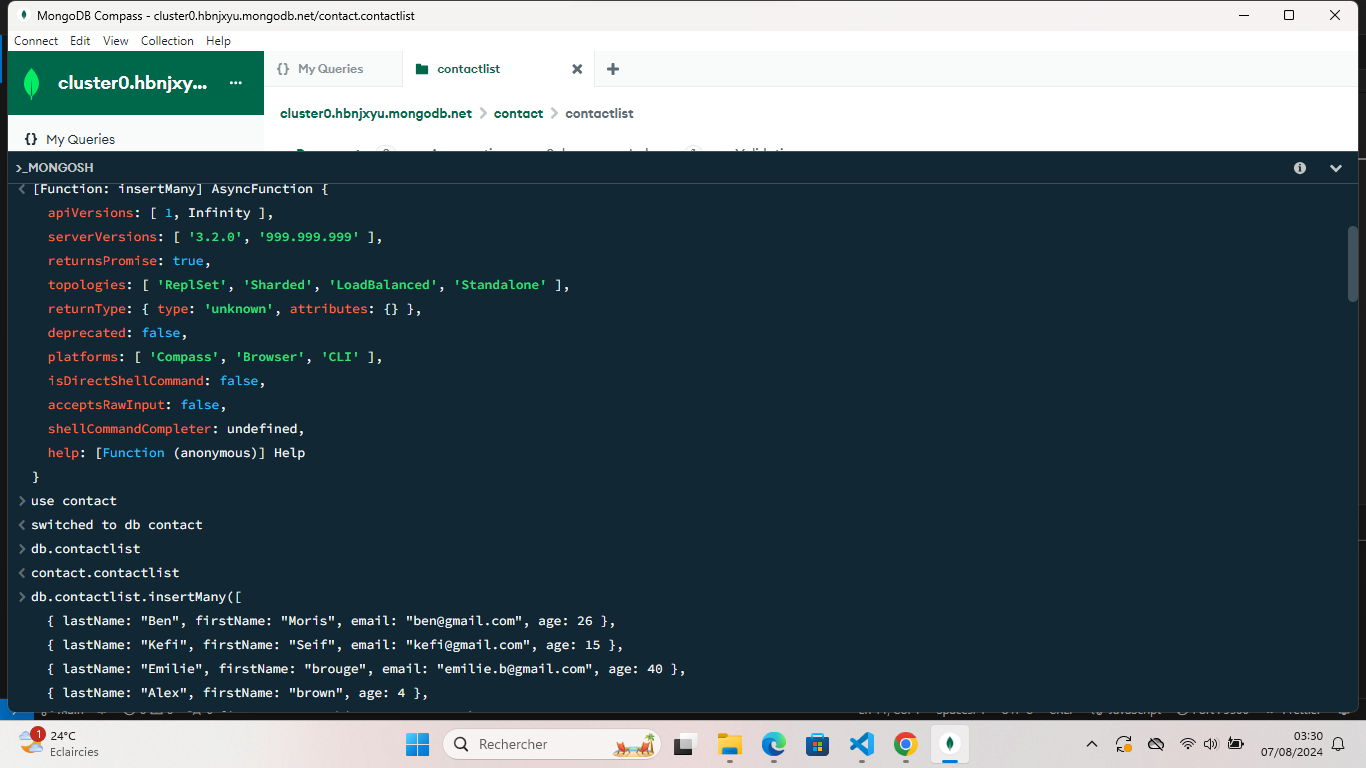 MongoDB Compass - cluster0.hbnjxyu.mongodb.net/contact.contactlist
Connect Edit View Collection Help
cluster0.hbnjxy... ...
{} My Queries
contactlist
cluster0.hbnjxyu.mongodb.net > contact > contactlist
{} My Queries
>_MONGOSH
[Function: insertMany] AsyncFunction {
apiVersions: [ 1, Infinity ],
serverVersions: [ '3.2.0', '999.999.999' ],
returnsPromise: true,
topologies: [ 'ReplSet', 'Sharded', 'LoadBalanced', 'Standalone' ],
returnType: { type: 'unknown', attributes: {} },
deprecated: false,
platforms: [ 'Compass', 'Browser', 'CLI' ],
isDirectShellCommand: false,
acceptsRawInput: false,
shellCommandCompleter: undefined,
help: [Function (anonymous)] Help
}
> use contact
< switched to db contact
> db.contactlist
< contact.contactlist
> db.contactlist.insertMany([
{ lastName: "Ben", firstName: "Moris", email: "ben@gmail.com", age: 26 },
{ lastName: "Kefi", firstName: "Seif", email: "kefi@gmail.com", age: 15 },
{ lastName: "Emilie", firstName: "brouge", email: "emilie.b@gmail.com", age: 40 },
{ lastName: "Alex", firstName: "brown", age: 4 },
1
24°C
Eclaircies
Rechercher
03:30
07/08/2024